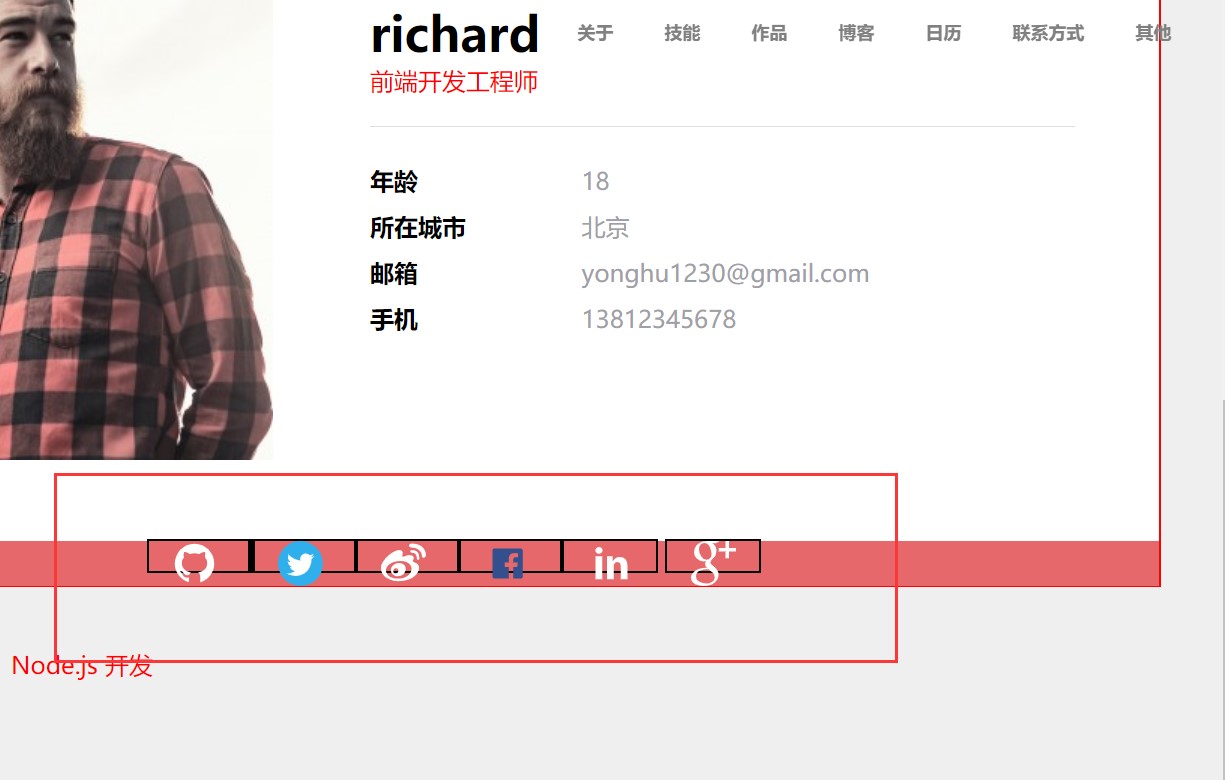 richard 关于 技能 作品 博客 日历 联系方式 其他
前端开发工程师
年龄 18
所在城市 北京
邮箱 yonghu1230@gmail.com
手机 13812345678
in g+
Node.js 开发